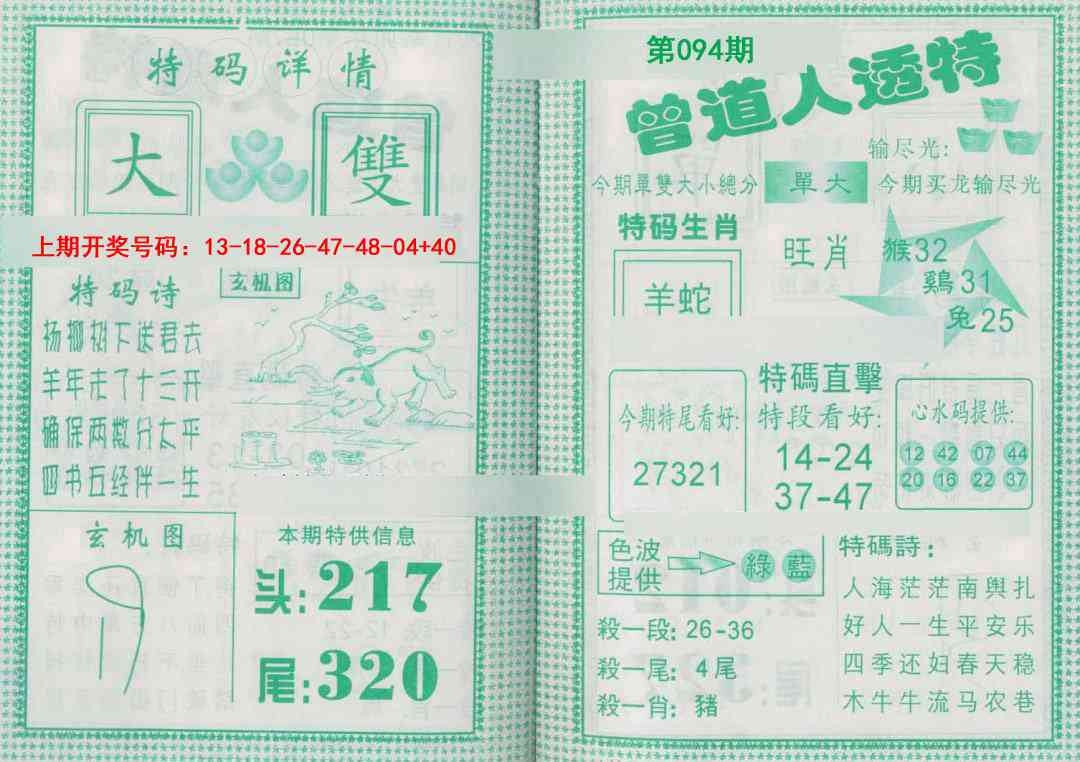 特码详情
大
雙
上期开奖号码：13-18-26-47-48-04+40
特码诗
杨柳树下送君去
羊年走了十三开
确保两数分太平
四书五经伴一生
玄机图
玄机图
本期特供信息
头:217
尾:320
第094期
曾道人透特
输尽光:
今期單雙大小總分
單大
今期买龙输尽光
特码生肖
羊蛇
旺肖
猴32
鷄31
兔25
今期特尾看好:
27321
特碼直擊
特段看好:
14-24
37-47
心水码提供:
12 42 07 44
20 16 22 37
色波
提供
綠 藍
殺一段: 26-36
殺一尾: 4尾
殺一肖: 豬
特碼詩:
人海茫茫南舆扎
好人一生平安乐
四季还妇春天稳
木牛牛流马农巷